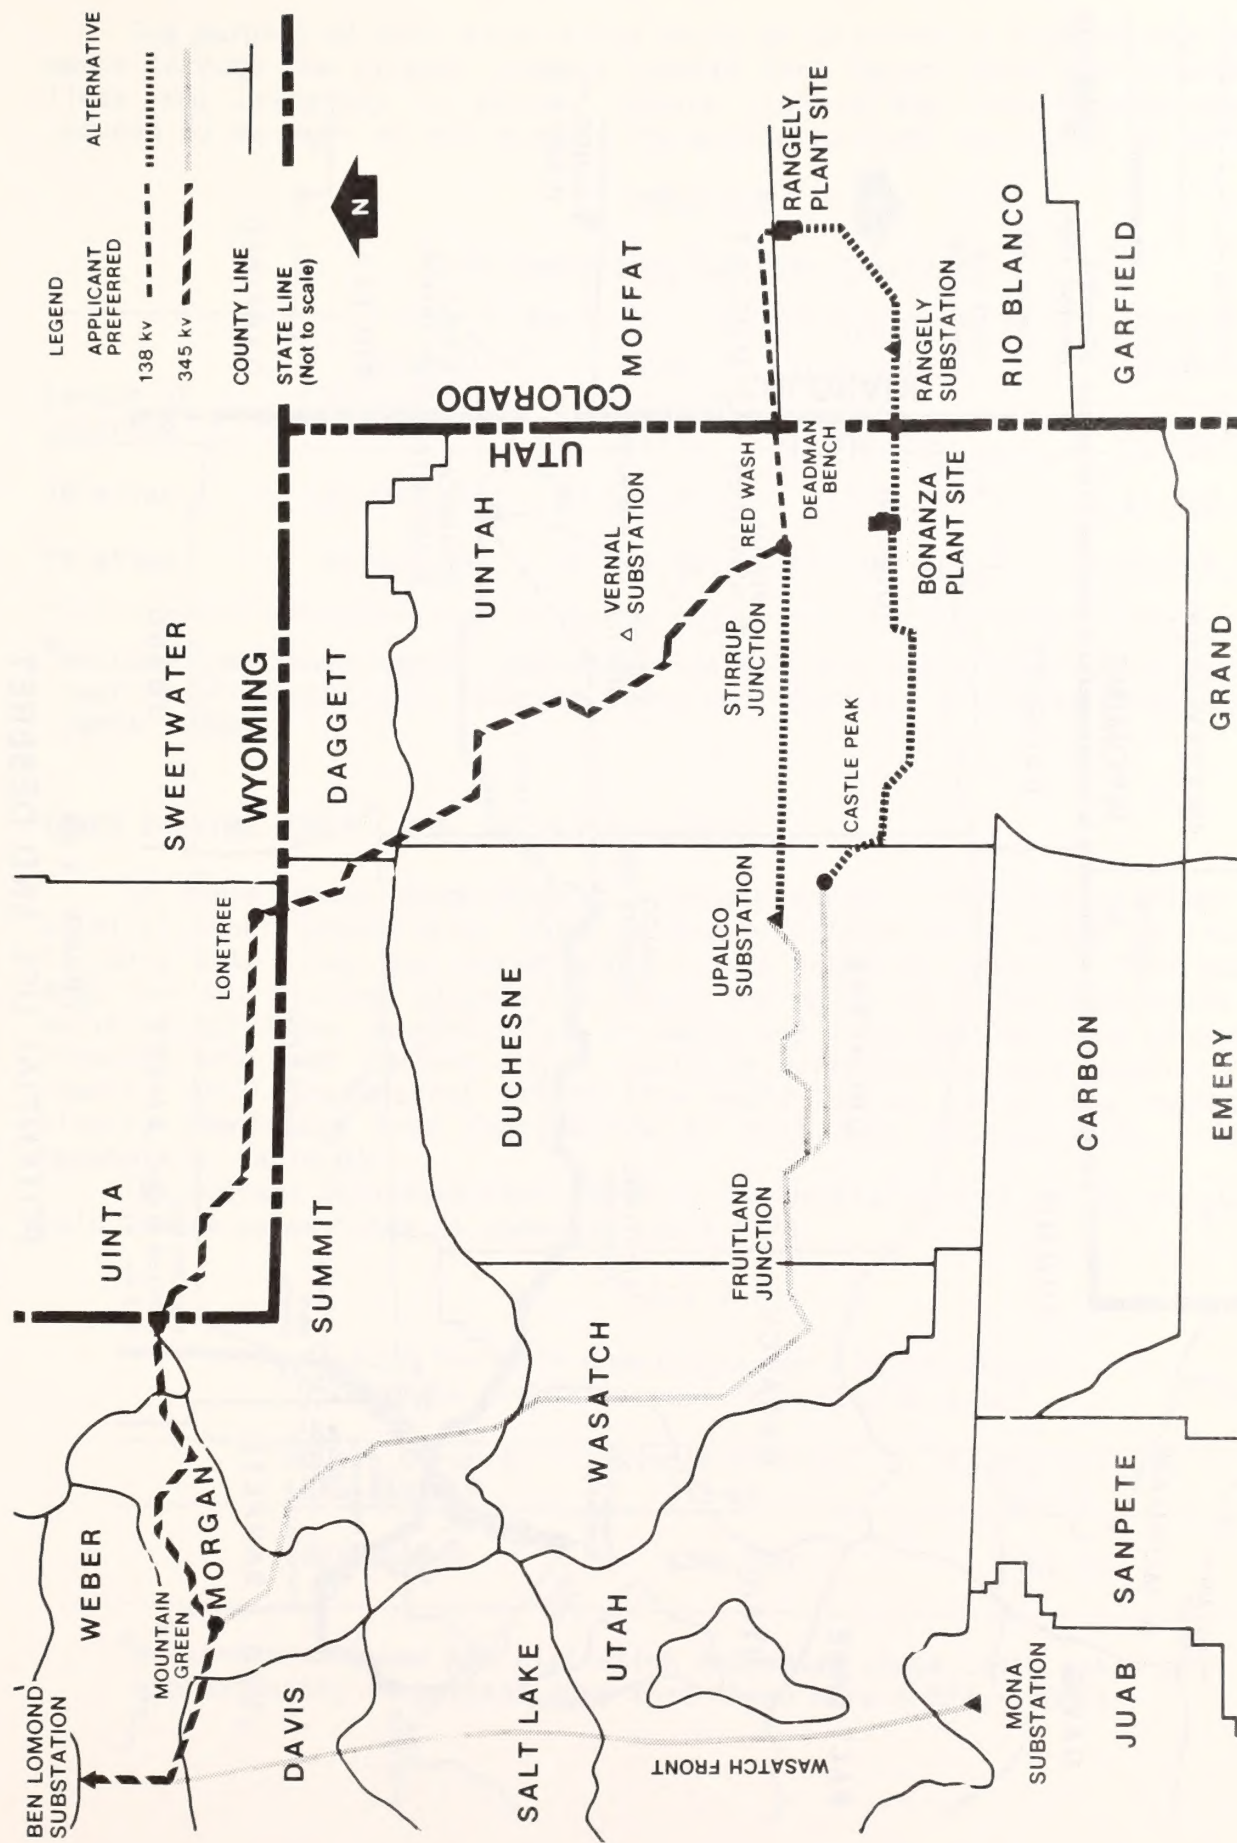 LEGEND
APPLICANT
PREFERRED
ALTERNATIVE
138 kv
345 kv
COUNTY LINE
STATE LINE
(Not to scale)
N
BEN LOMOND
SUBSTATION
WEBER
MOUNTAIN
GREEN
MORGAN
UINTA
LONETREE
SWEETWATER
WYOMING
SUMMIT
DAGGETT
DAVIS
SALT LAKE
UTAH
WASATCH FRONT
WASATCH
DUCHESNE
UINTAH
UTAH
COLORADO
MOFFAT
VERNAL
SUBSTATION
FRUITLAND
JUNCTION
UPALCO
SUBSTATION
STIRRUP
JUNCTION
RED WASH
DEADMAN
BENCH
RANGELY
PLANT SITE
CASTLE PEAK
BONANZA
PLANT SITE
RANGELY
SUBSTATION
RIO BLANCO
GARFIELD
MONA
SUBSTATION
JUAB
SANPETE
CARBON
EMERY
GRAND